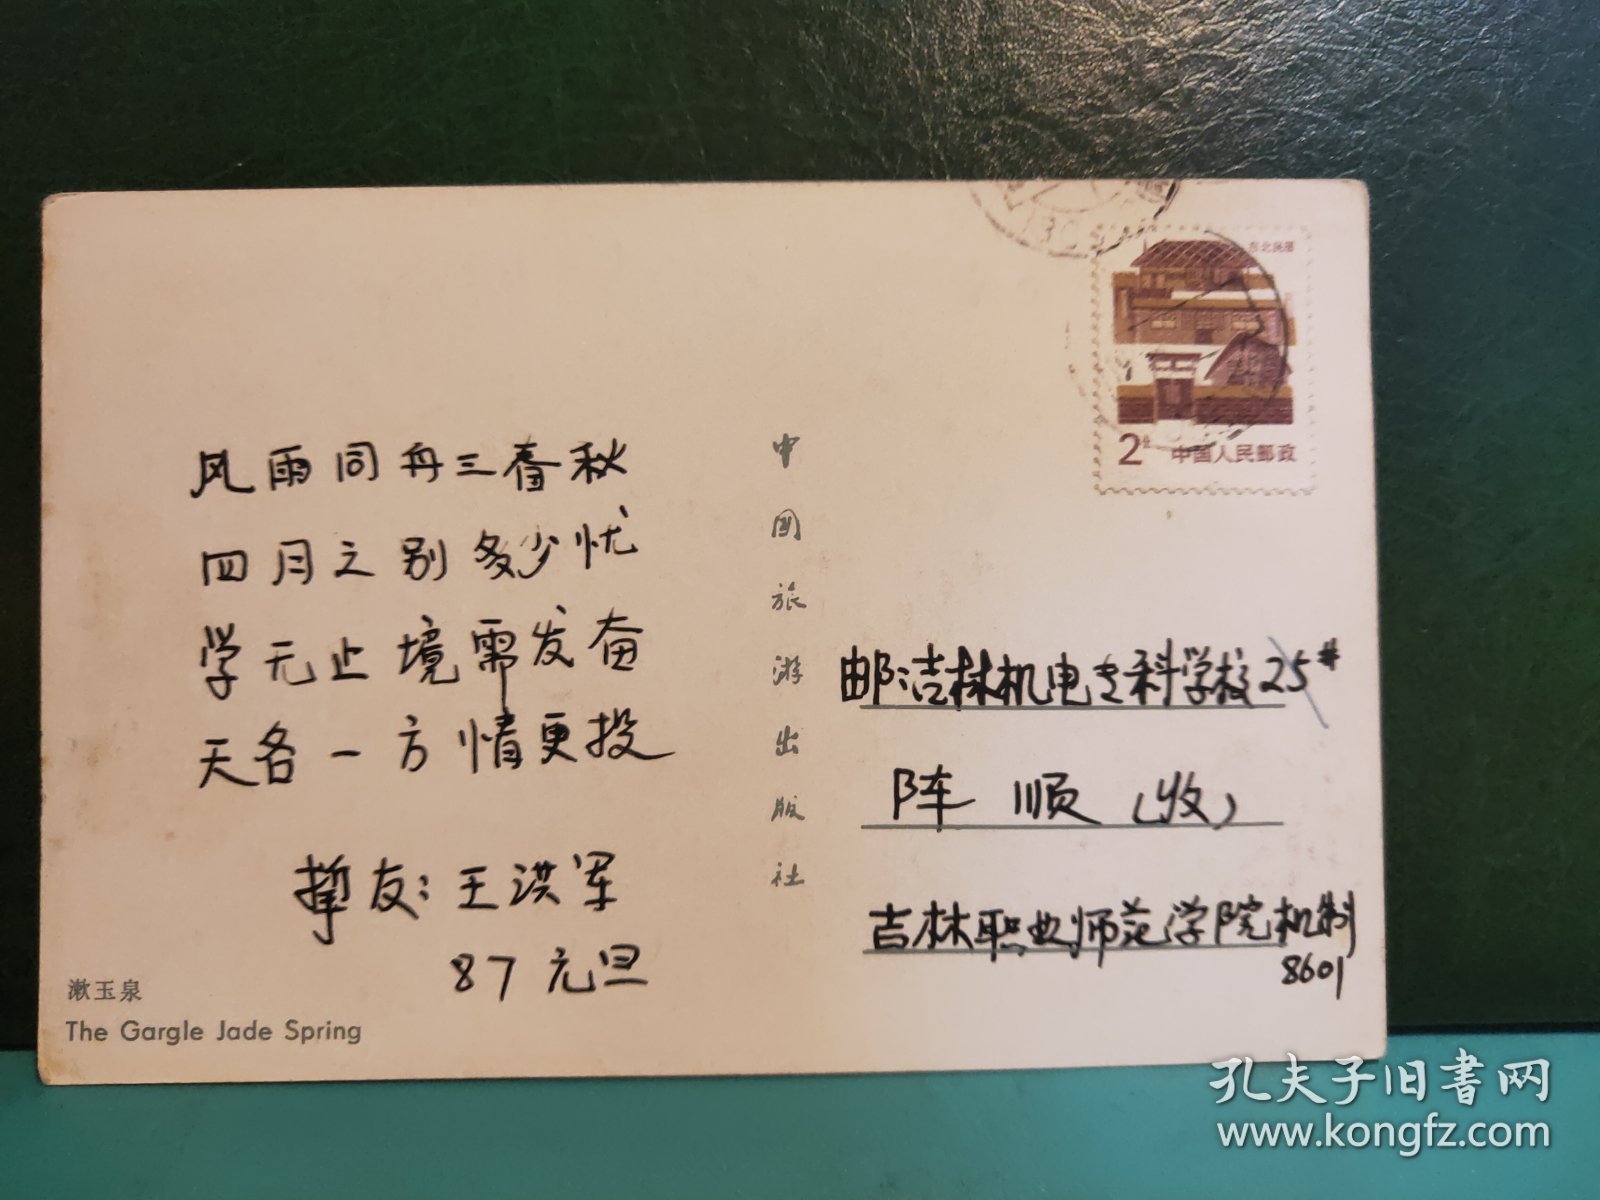 风雨同舟三春秋
四月之别多少忧
学无止境需发奋
天各一方情更投
挚友：王洪军
87元旦
漱玉泉
The Gargle Jade Spring
中国旅游出版社
东北民居
2分 中国人民邮政
邮:吉林机电专科学校25#
陈顺(收)
吉林职业师范学院机制
8601
孔夫子旧书网
www.kongfz.com